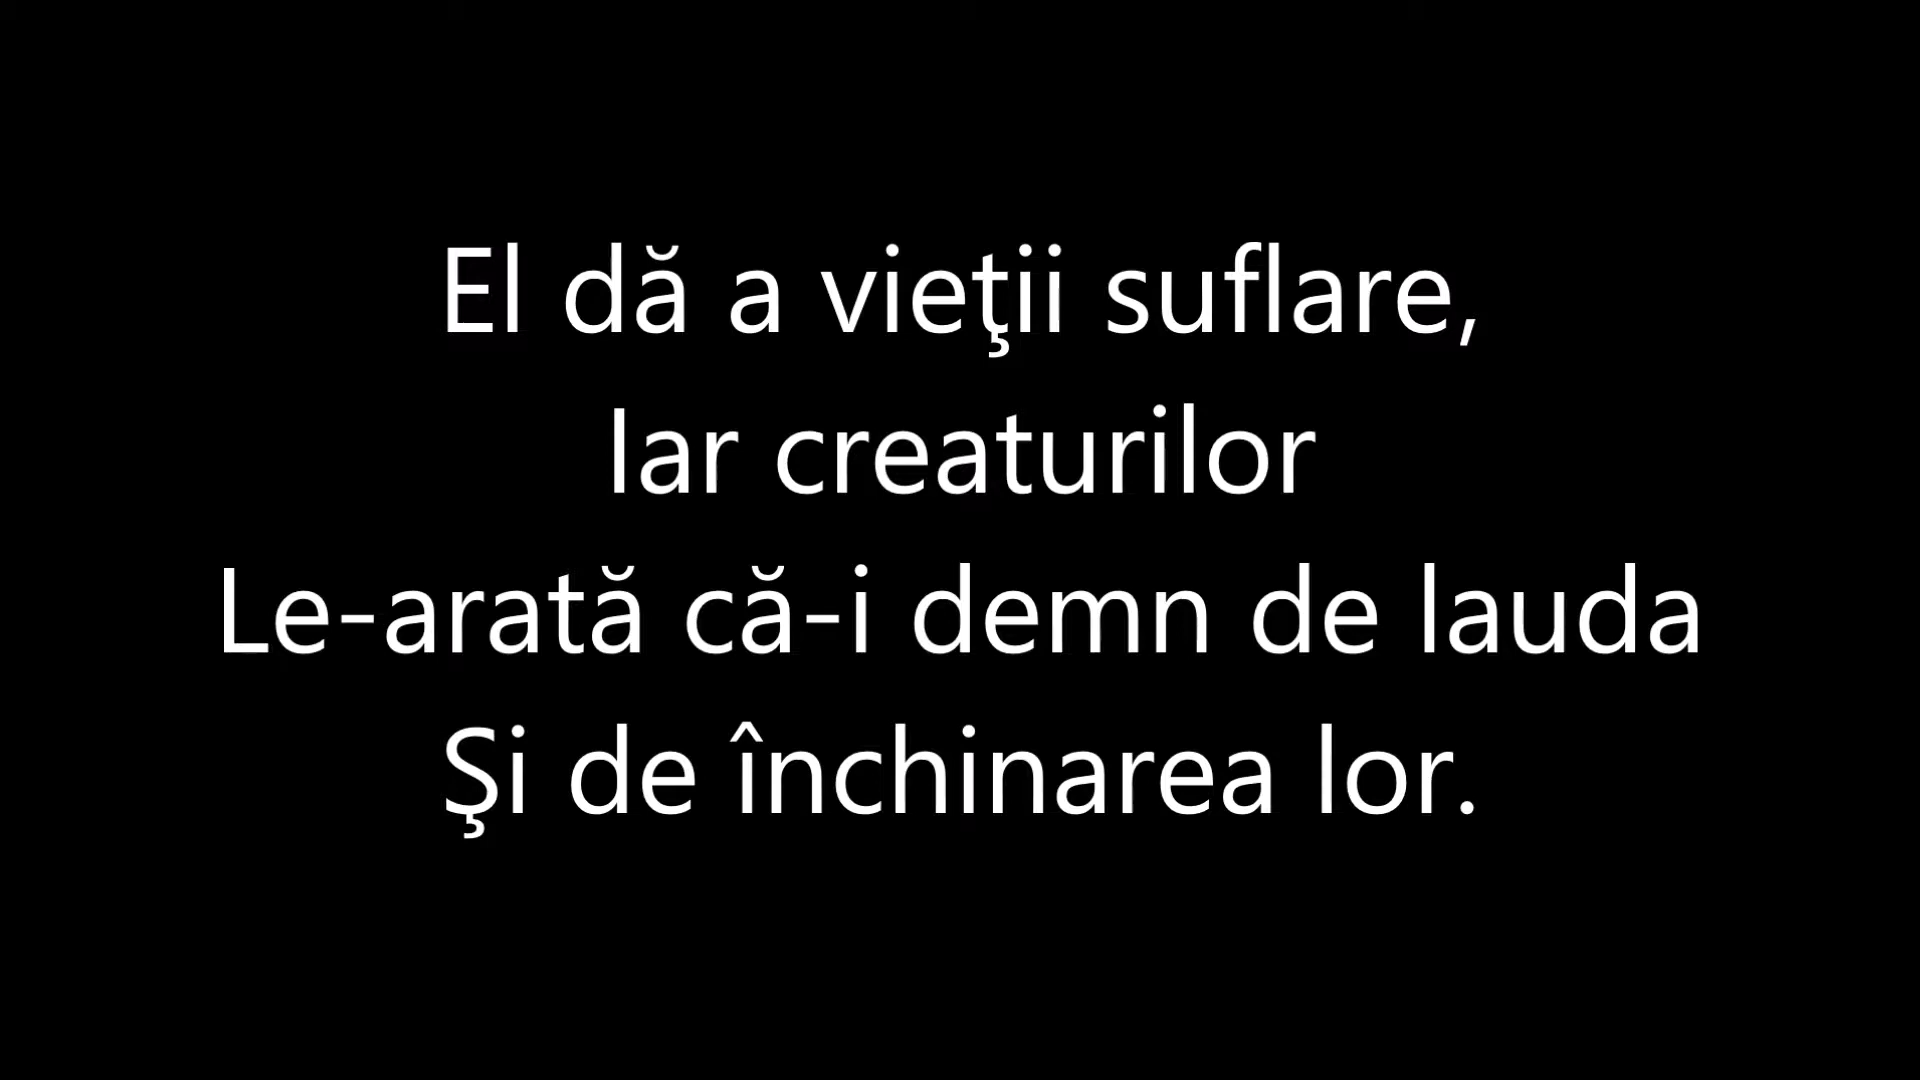 El dă a vieţii suflare,
Iar creaturilor
Le-arată că-i demn de lauda
Şi de închinarea lor.